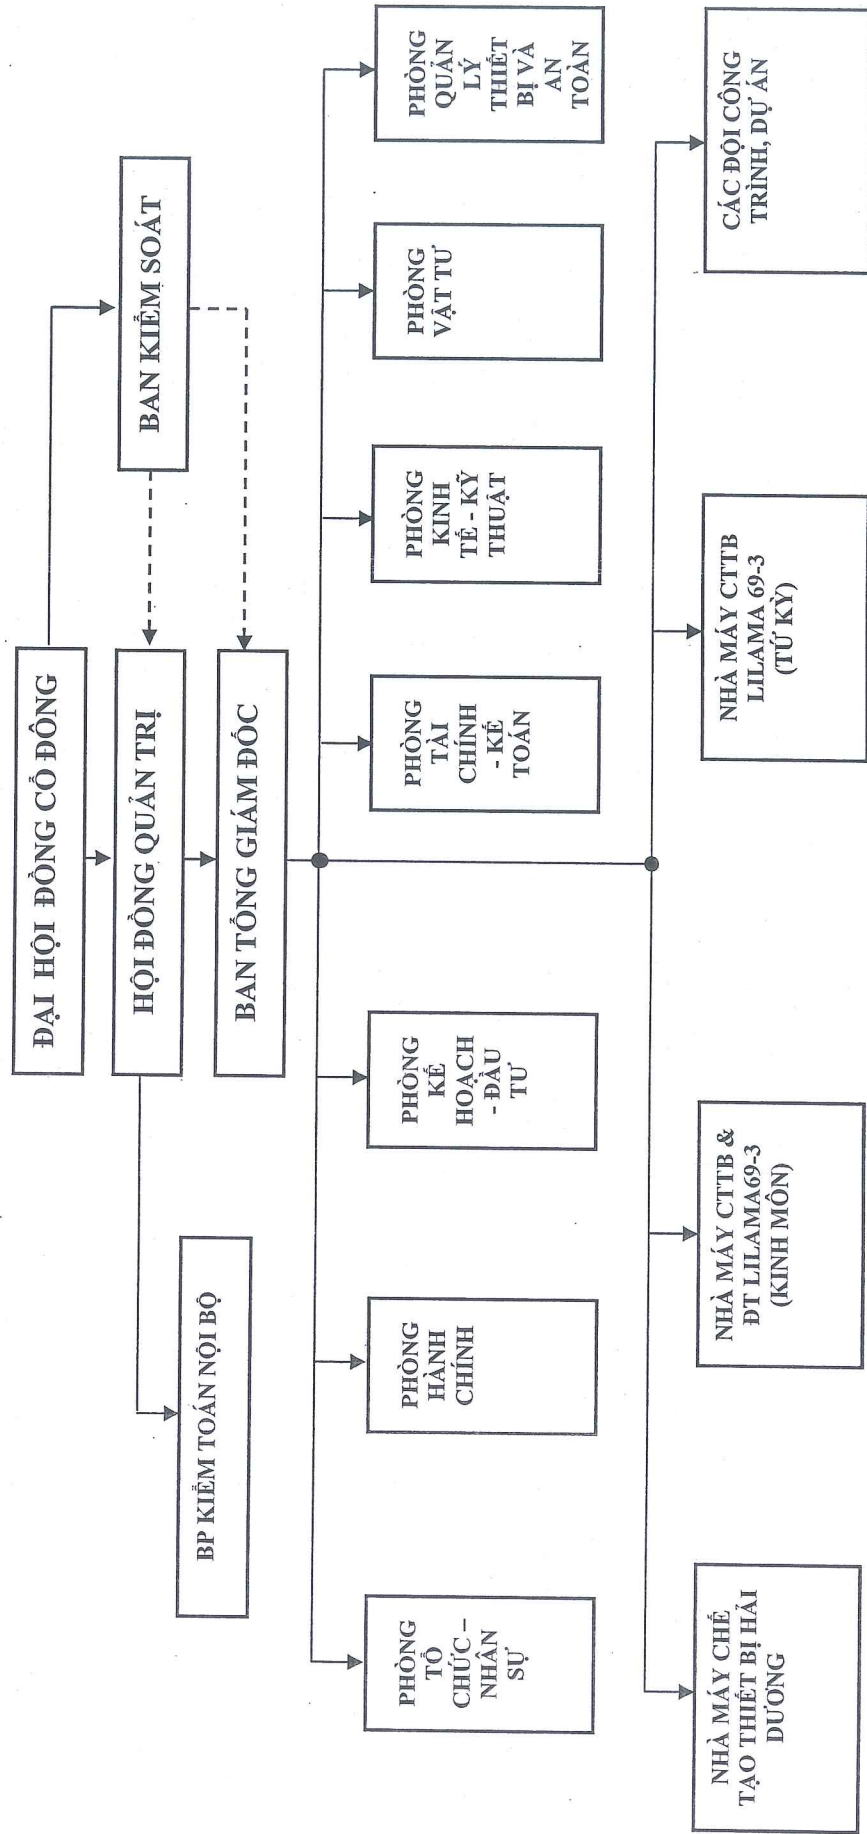 ĐẠI HỘI ĐỒNG CỔ ĐÔNG
BAN KIỂM SOÁT
HỘI ĐỒNG QUẢN TRỊ
BP KIỂM TOÁN NỘI BỘ
BAN TỔNG GIÁM ĐỐC
PHÒNG
TỔ
CHỨC –
NHÂN
SỰ
PHÒNG
HÀNH
CHÍNH
PHÒNG
KẾ
HOẠCH
- ĐẦU
TƯ
PHÒNG
TÀI
CHÍNH
- KẾ
TOÁN
PHÒNG
KINH
TẾ - KỸ
THUẬT
PHÒNG
VẬT TƯ
PHÒNG
QUẢN
LÝ
THIẾT
BỊ VÀ
AN
TOÀN
NHÀ MÁY CHẾ
TẠO THIẾT BỊ HẢI
DƯƠNG
NHÀ MÁY CTTB &
ĐT LILAMA69-3
(KINH MÔN)
NHÀ MÁY CTTB
LILAMA 69-3
(TỨ KỲ)
CÁC ĐỘI CÔNG
TRÌNH, DỰ ÁN